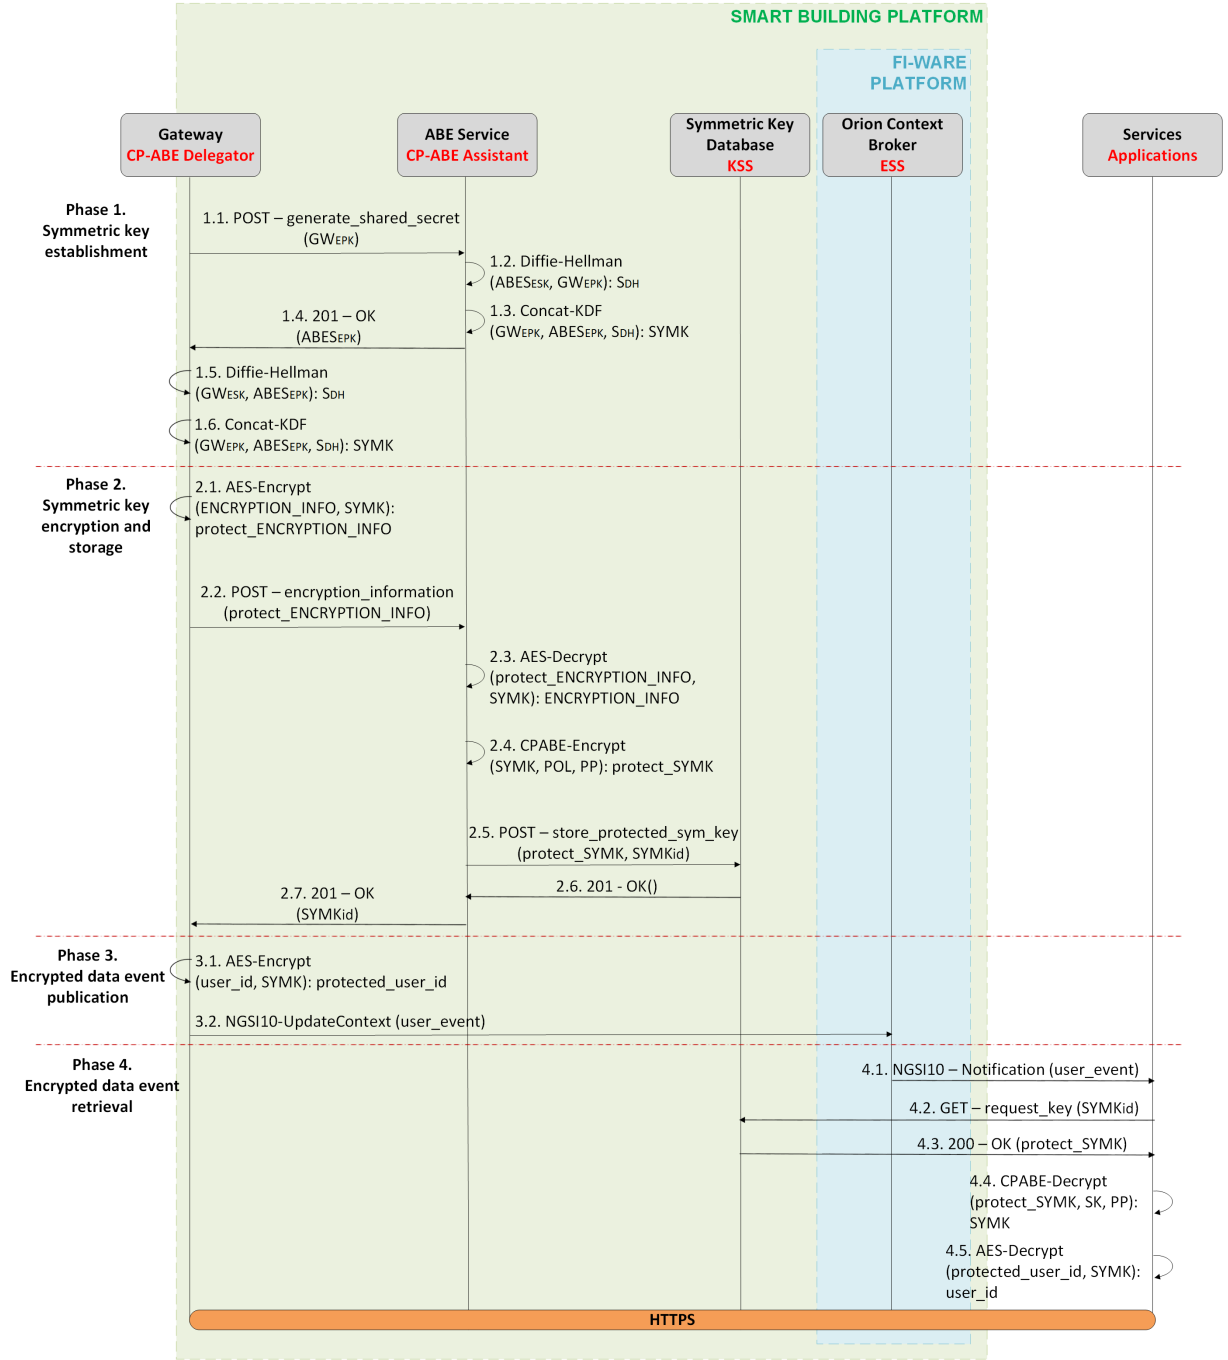 SMART BUILDING PLATFORM
FI-WARE
PLATFORM
Gateway
CP-ABE Delegator
ABE Service
CP-ABE Assistant
Symmetric Key
Database
KSS
Orion Context
Broker
ESS
Services
Applications
Phase 1.
Symmetric key
establishment
1.1. POST – generate_shared_secret
(GWEPK)
1.2. Diffie-Hellman
(ABESESK, GWEPK): SDH
1.3. Concat-KDF
(GWEPK, ABESEPK, SDH): SYMK
1.4. 201 – OK
(ABESEPK)
1.5. Diffie-Hellman
(GWESK, ABESEPK): SDH
1.6. Concat-KDF
(GWEPK, ABESEPK, SDH): SYMK
Phase 2.
Symmetric key
encryption and
storage
2.1. AES-Encrypt
(ENCRYPTION_INFO, SYMK):
protect_ENCRYPTION_INFO
2.2. POST – encryption_information
(protect_ENCRYPTION_INFO)
2.3. AES-Decrypt
(protect_ENCRYPTION_INFO,
SYMK): ENCRYPTION_INFO
2.4. CPABE-Encrypt
(SYMK, POL, PP): protect_SYMK
2.5. POST – store_protected_sym_key
(protect_SYMK, SYMKid)
2.6. 201 - OK()
2.7. 201 – OK
(SYMKid)
Phase 3.
Encrypted data event
publication
3.1. AES-Encrypt
(user_id, SYMK): protected_user_id
3.2. NGSI10-UpdateContext (user_event)
Phase 4.
Encrypted data event
retrieval
4.1. NGSI10 – Notification (user_event)
4.2. GET – request_key (SYMKid)
4.3. 200 – OK (protect_SYMK)
4.4. CPABE-Decrypt
(protect_SYMK, SK, PP):
SYMK
4.5. AES-Decrypt
(protected_user_id, SYMK):
user_id
HTTPS